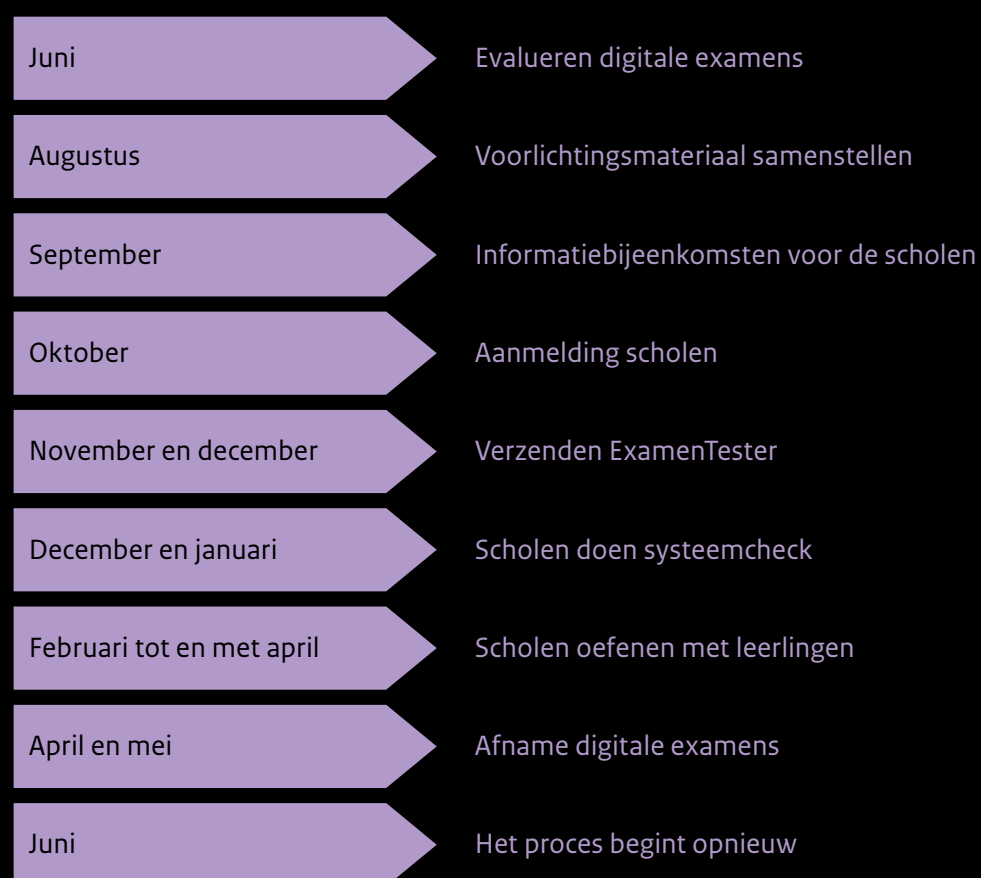 Juni
Evalueren digitale examens
Augustus
Voorlichtingsmateriaal samenstellen
September
Informatiebijeenkomsten voor de scholen
Oktober
Aanmelding scholen
November en december
Verzenden ExamenTester
December en januari
Scholen doen systeemcheck
Februari tot en met april
Scholen oefenen met leerlingen
April en mei
Afname digitale examens
Juni
Het proces begint opnieuw